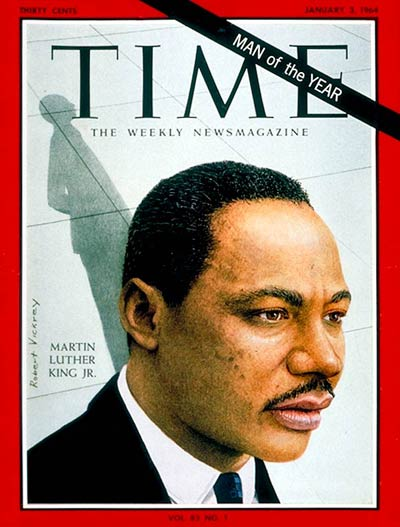 THIRTY CENTS
JANUARY 3, 1964
MAN of the YEAR
TIME
THE WEEKLY NEWSMAGAZINE
Robert Vickrey
MARTIN
LUTHER
KING JR.
VOL. 83 NO. 1